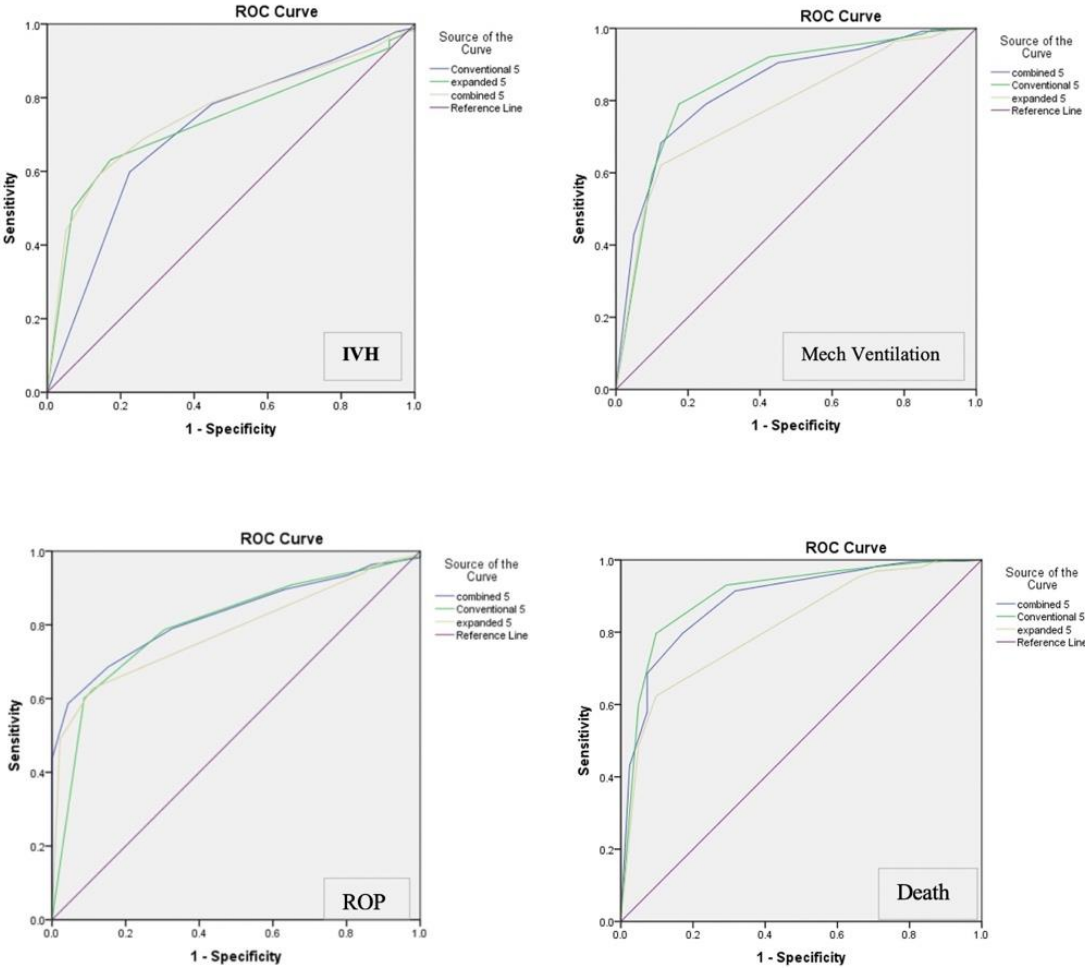 ROC Curve
Source of the
Curve
Conventional 5
expanded 5
combined 5
Reference Line
Sensitivity
1.0
0.8
0.6
0.4
0.2
0.0
IVH
0.0 0.2 0.4 0.6 0.8 1.0
1 - Specificity
ROC Curve
Source of the
Curve
combined 5
Conventional 5
expanded 5
Reference Line
Sensitivity
1.0
0.8
0.6
0.4
0.2
0.0
Mech Ventilation
0.0 0.2 0.4 0.6 0.8 1.0
1 - Specificity
ROC Curve
Source of the
Curve
combined 5
Conventional 5
expanded 5
Reference Line
Sensitivity
1.0
0.8
0.6
0.4
0.2
0.0
ROP
0.0 0.2 0.4 0.6 0.8 1.0
1 - Specificity
ROC Curve
Source of the
Curve
combined 5
Conventional 5
expanded 5
Reference Line
Sensitivity
1.0
0.8
0.6
0.4
0.2
0.0
Death
0.0 0.2 0.4 0.6 0.8 1.0
1 - Specificity